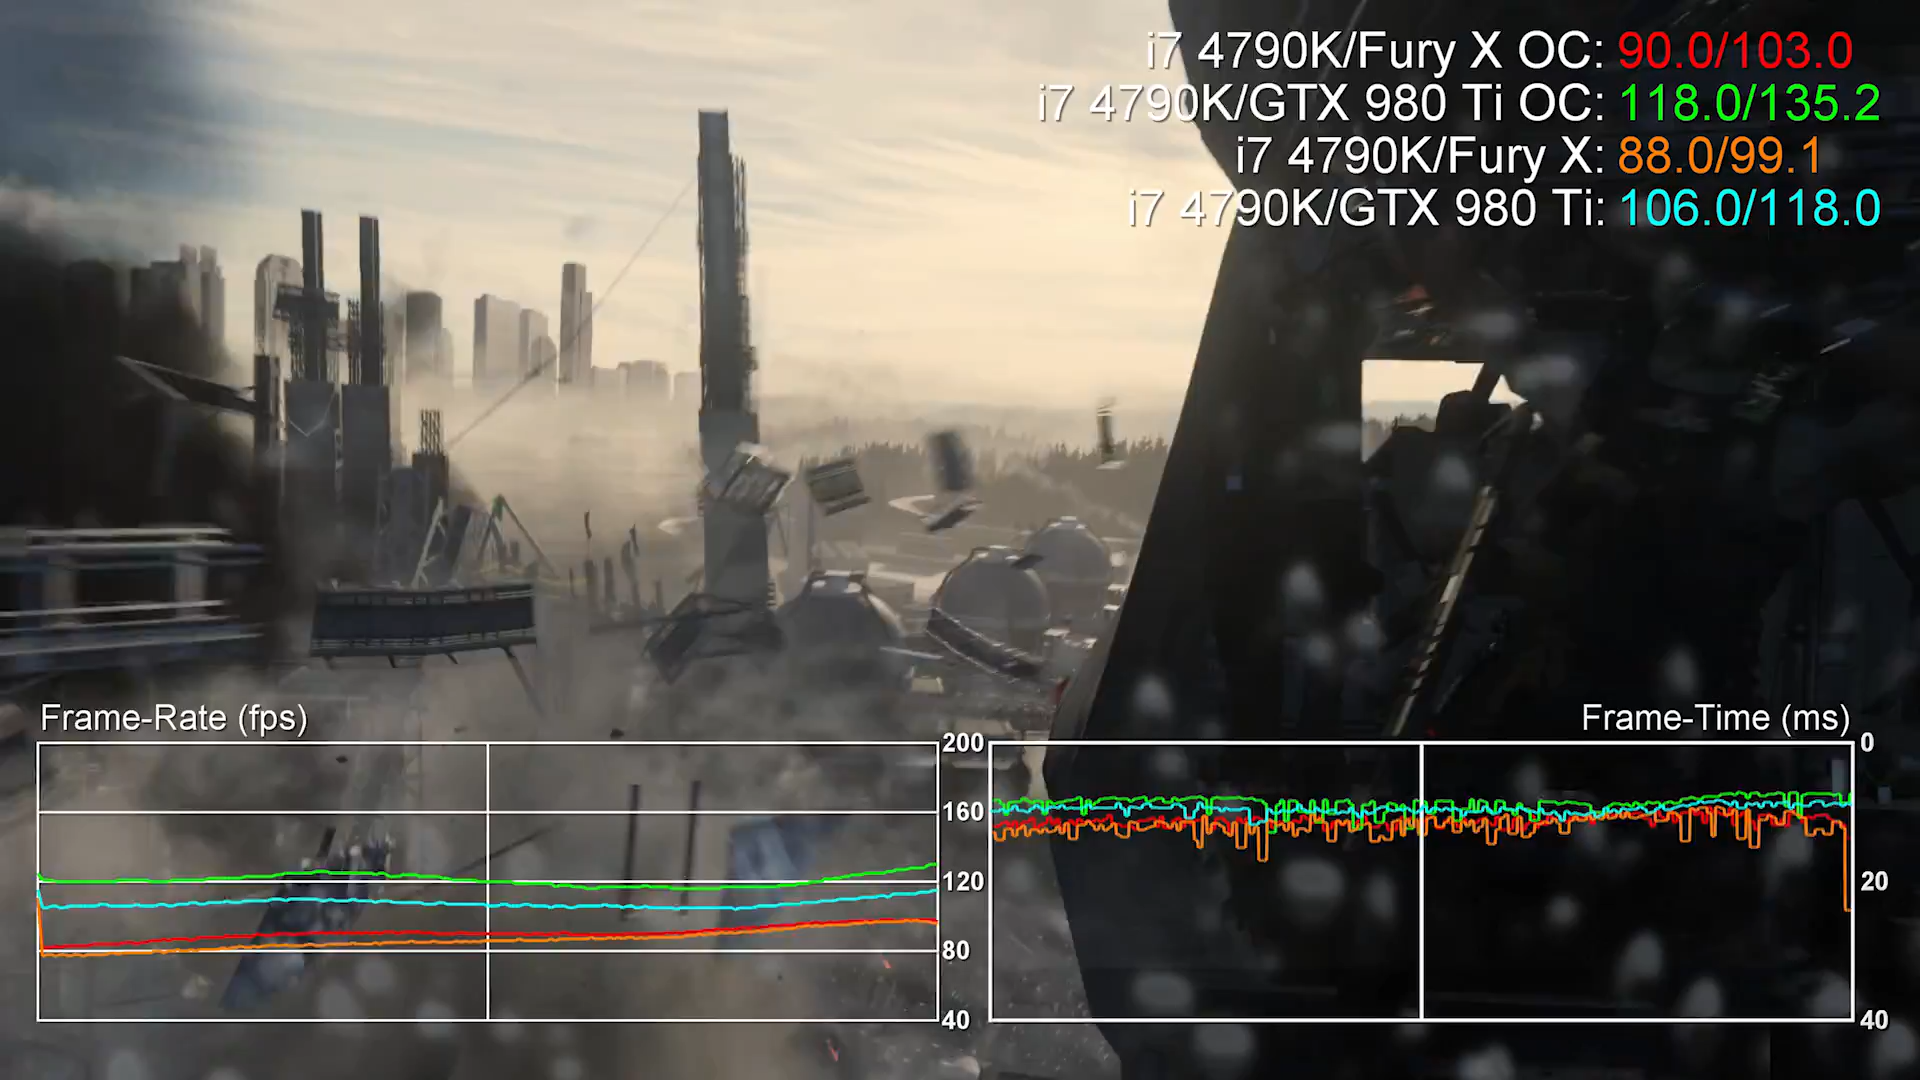 i7 4790K/Fury X OC: 90.0/103.0
i7 4790K/GTX 980 Ti OC: 118.0/135.2
i7 4790K/Fury X: 88.0/99.1
i7 4790K/GTX 980 Ti: 106.0/118.0
Frame-Rate (fps)
200
160
120
80
40
Frame-Time (ms)
0
20
40